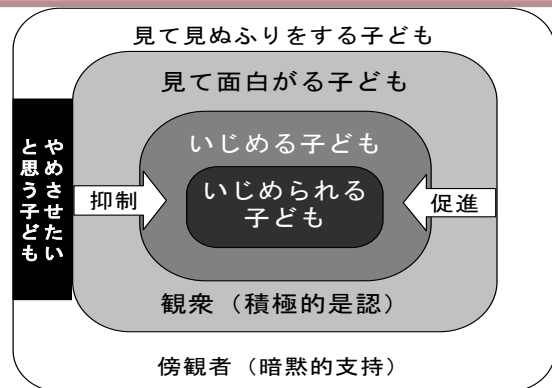 見て見ぬふりをする子ども
見て面白がる子ども
いじめる子ども
いじめられる
子ども
やめさせたい
と思う子ども
抑制
促進
観衆（積極的是認）
傍観者（暗黙的支持）